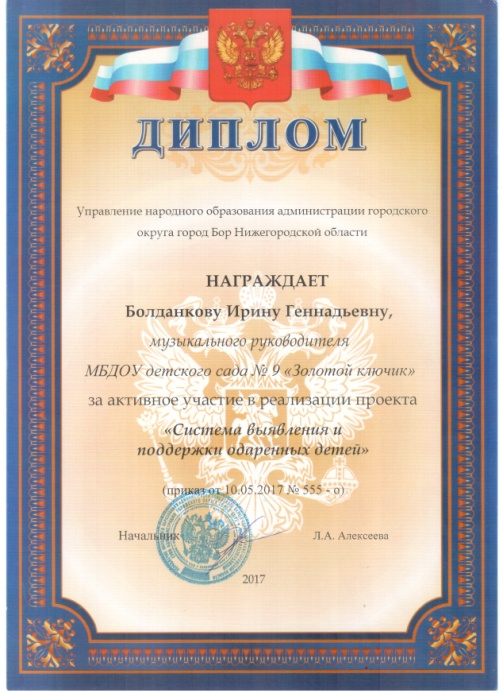 ДИПЛОМ
Управление народного образования администрации городского
округа город Бор Нижегородской области
НАГРАЖДАЕТ
Болданкову Ирину Геннадьевну,
музыкального руководителя
МБДОУ детского сада № 9 «Золотой ключик»
за активное участие в реализации проекта
«Система выявления и
поддержки одаренных детей»
(приказ от 10.05.2017 № 555 - о)
Начальник Л.А. Алексеева
2017